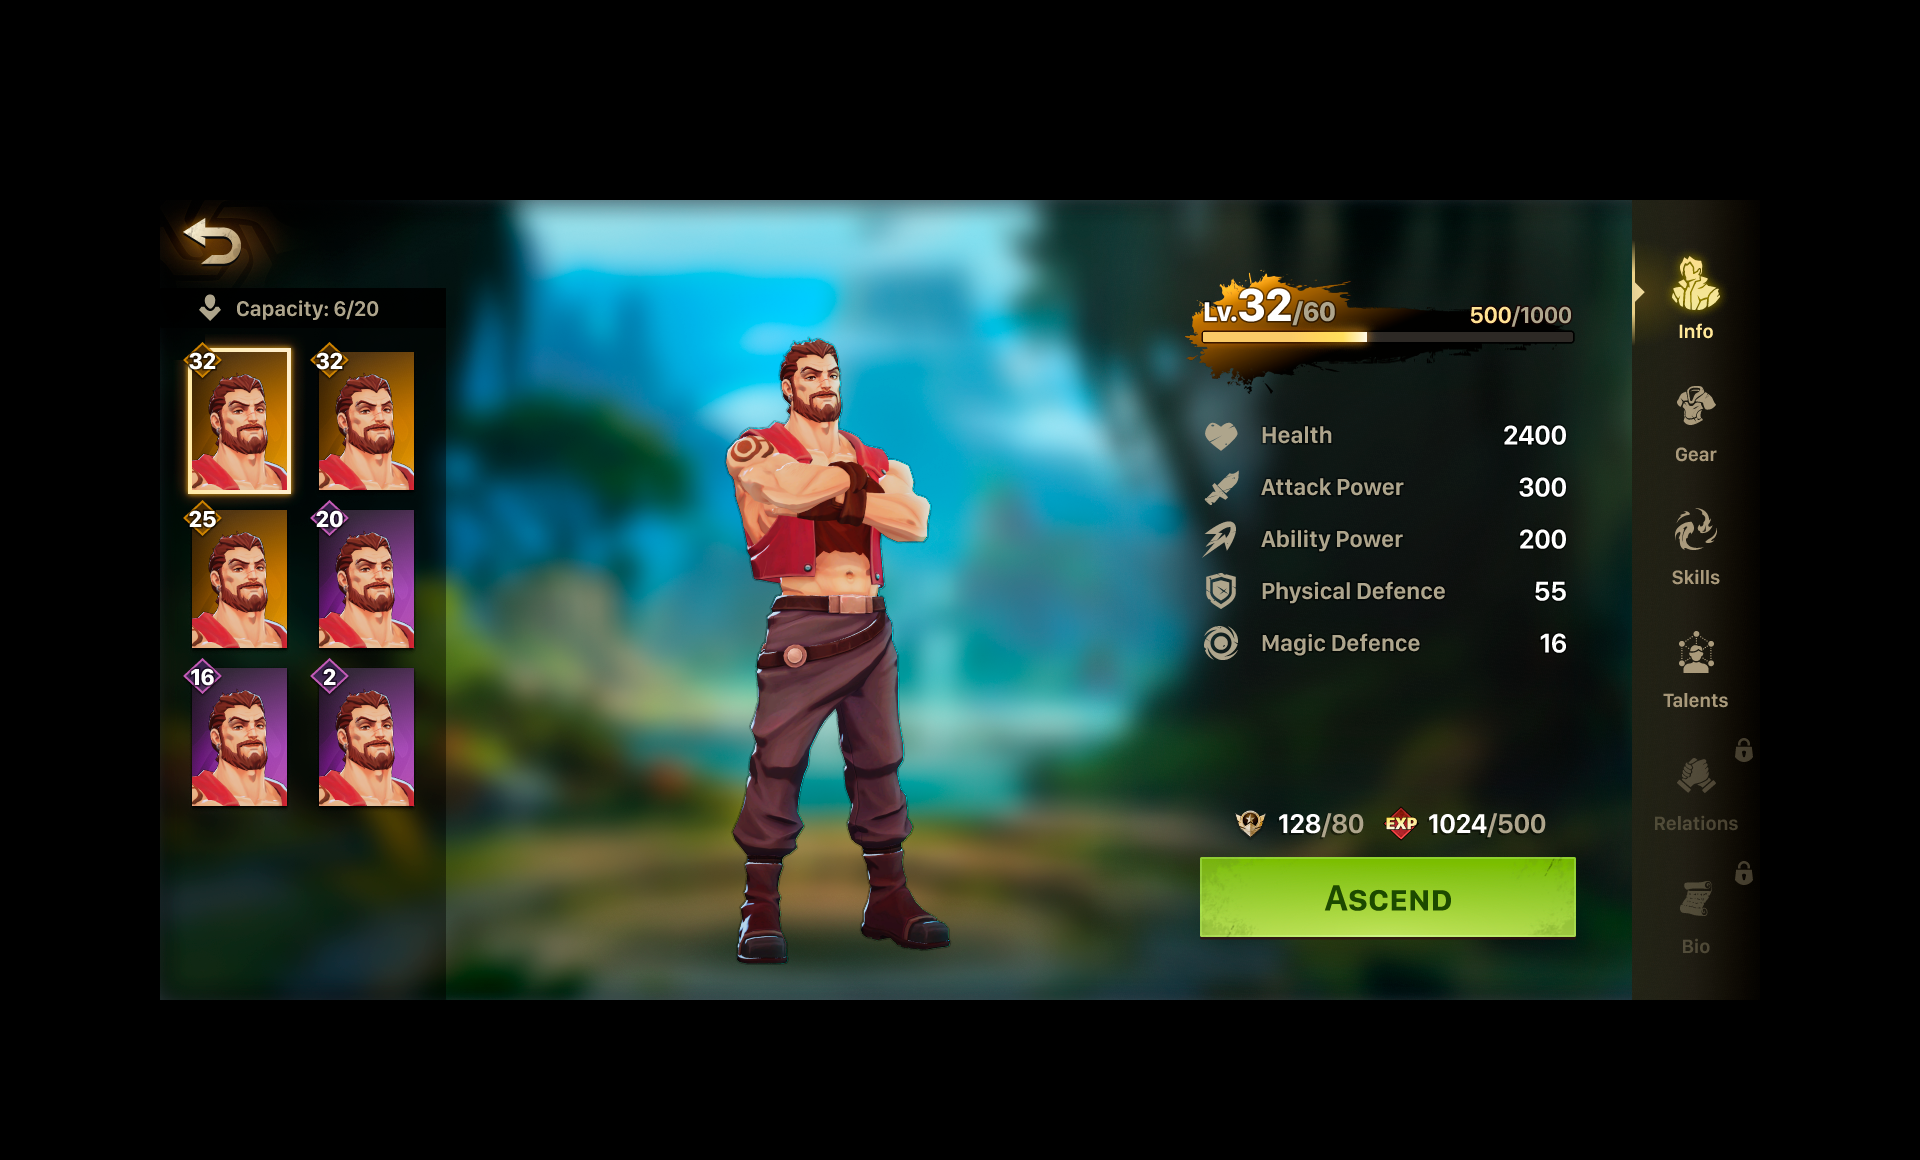 Capacity: 6/20
32
32
25
20
16
2
Lv.32/60
500/1000
Health 2400
Attack Power 300
Ability Power 200
Physical Defence 55
Magic Defence 16
128/80 EXP 1024/500
ASCEND
Info
Gear
Skills
Talents
Relations
Bio